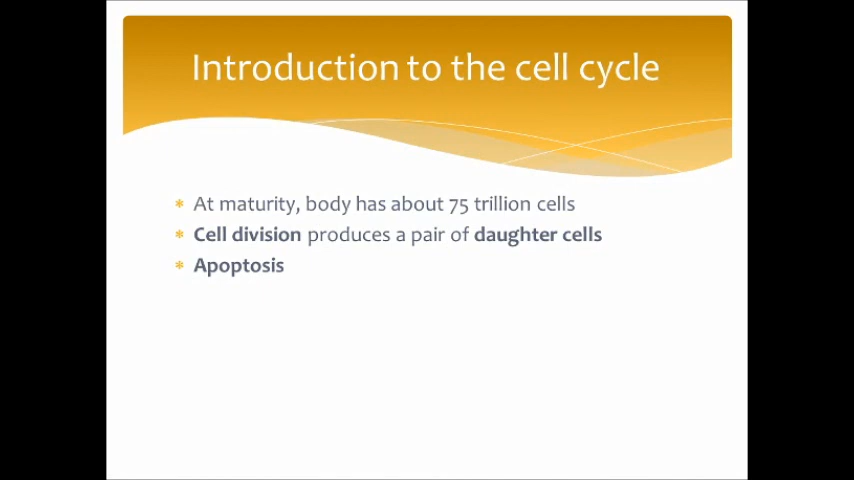 Introduction to the cell cycle
* At maturity, body has about 75 trillion cells
* Cell division produces a pair of daughter cells
* Apoptosis